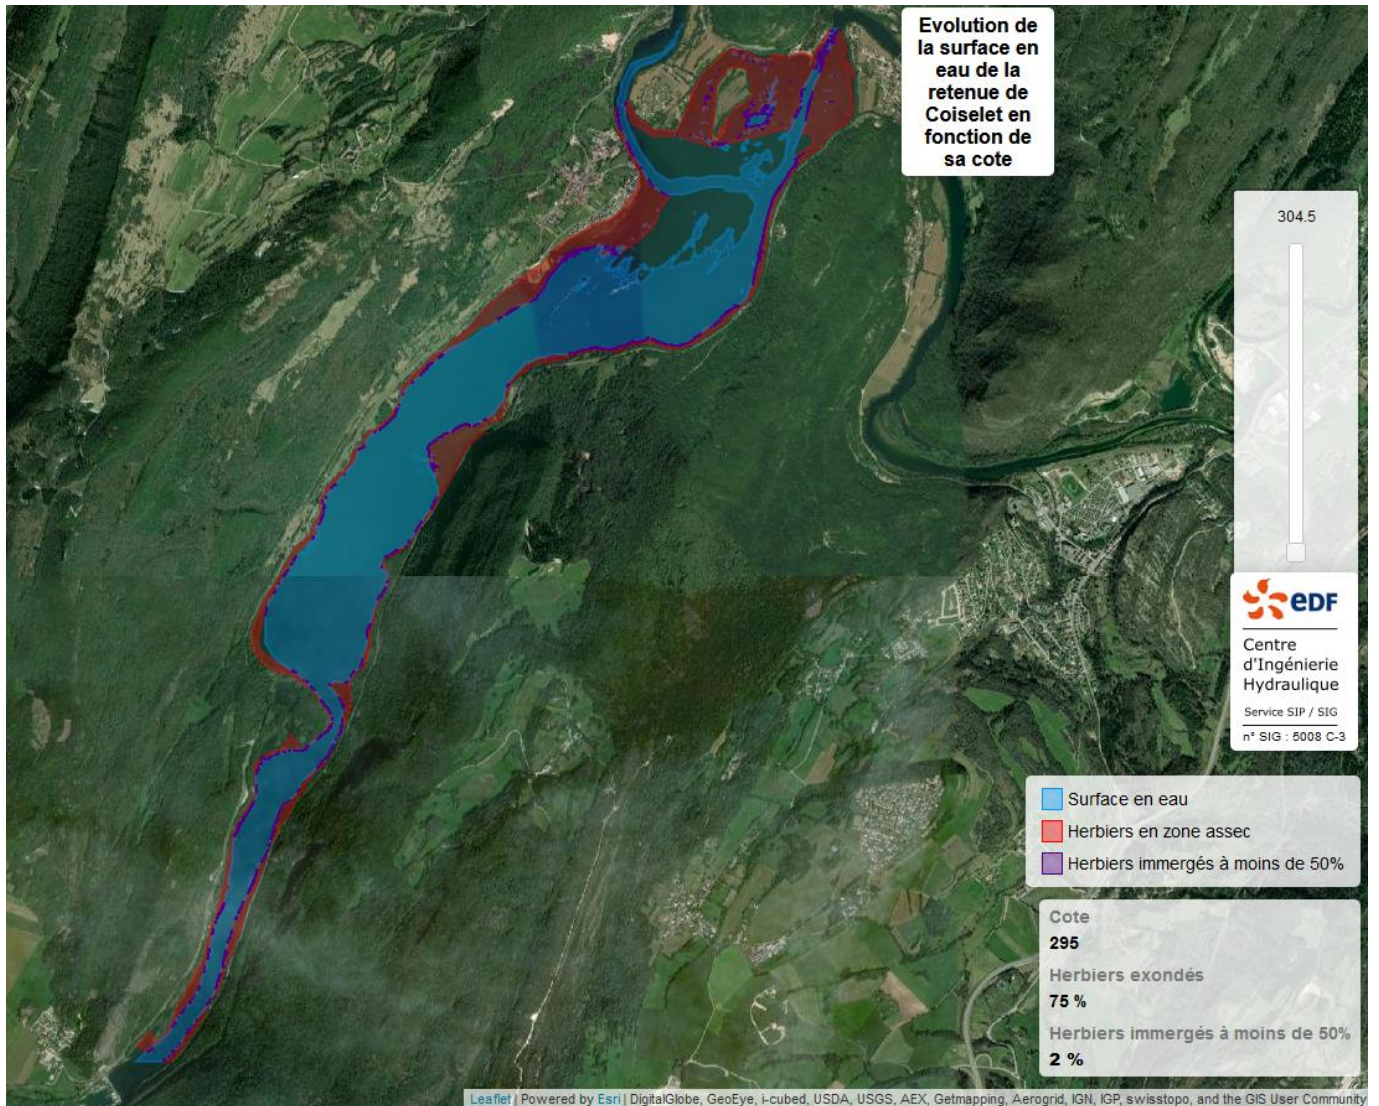 Evolution de
la surface en
eau de la
retenue de
Coiselet en
fonction de
sa cote
304.5
eDF
Centre
d'Ingénierie
Hydraulique
Service SIP / SIG
n° SIG : 5008 C-3
Surface en eau
Herbiers en zone assec
Herbiers immergés à moins de 50%
Cote
295
Herbiers exondés
75 %
Herbiers immergés à moins de 50%
2 %
Leaflet | Powered by Esri | DigitalGlobe, GeoEye, i-cubed, USDA, USGS, AEX, Getmapping, Aerogrid, IGN, IGP, swisstopo, and the GIS User Community